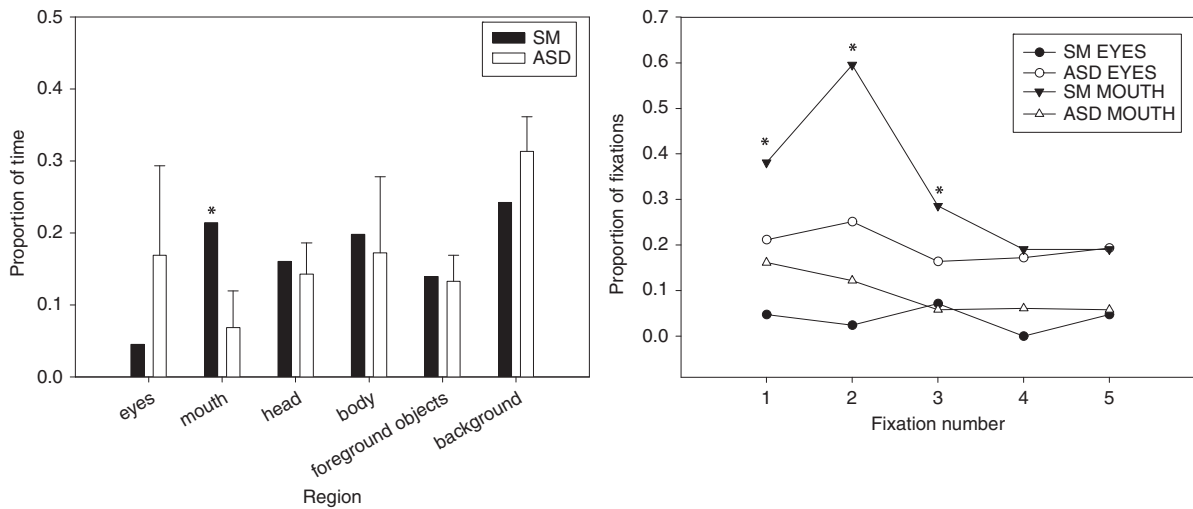 0.5
0.4
0.3
0.2
0.1
0.0
Proportion of time
SM
ASD
*
eyes
mouth
head
body
foreground objects
background
Region
0.7
0.6
0.5
0.4
0.3
0.2
0.1
0.0
Proportion of fixations
SM EYES
ASD EYES
SM MOUTH
ASD MOUTH
*
*
*
1 2 3 4 5
Fixation number